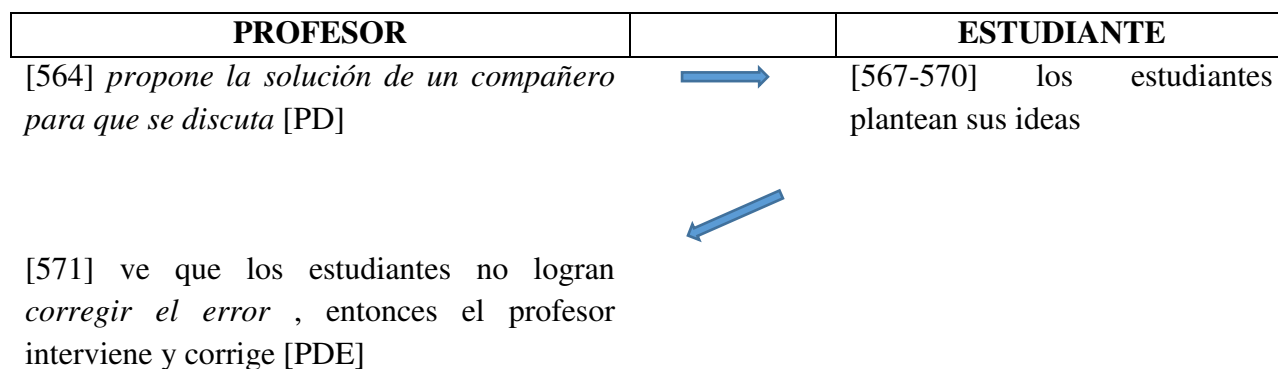 PROFESOR ESTUDIANTE
[564] propone la solución de un compañero
para que se discuta [PD]
[567-570] los estudiantes
plantean sus ideas
[571] ve que los estudiantes no logran
corregir el error , entonces el profesor
interviene y corrige [PDE]